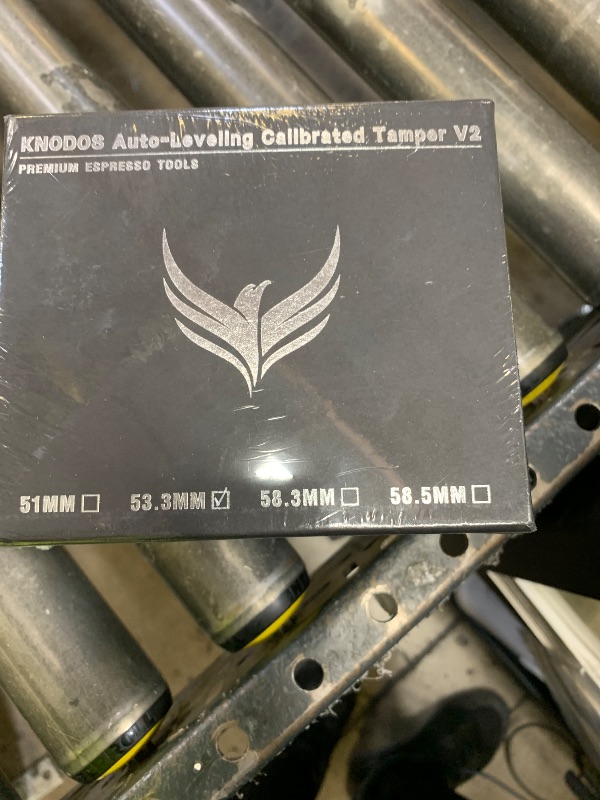 KNODOS Auto-Leveling Calibrated Tamper V2
PREMIUM ESPRESSO TOOLS
51MM☐ 53.3MM☑ 58.3MM☐ 58.5MM☐